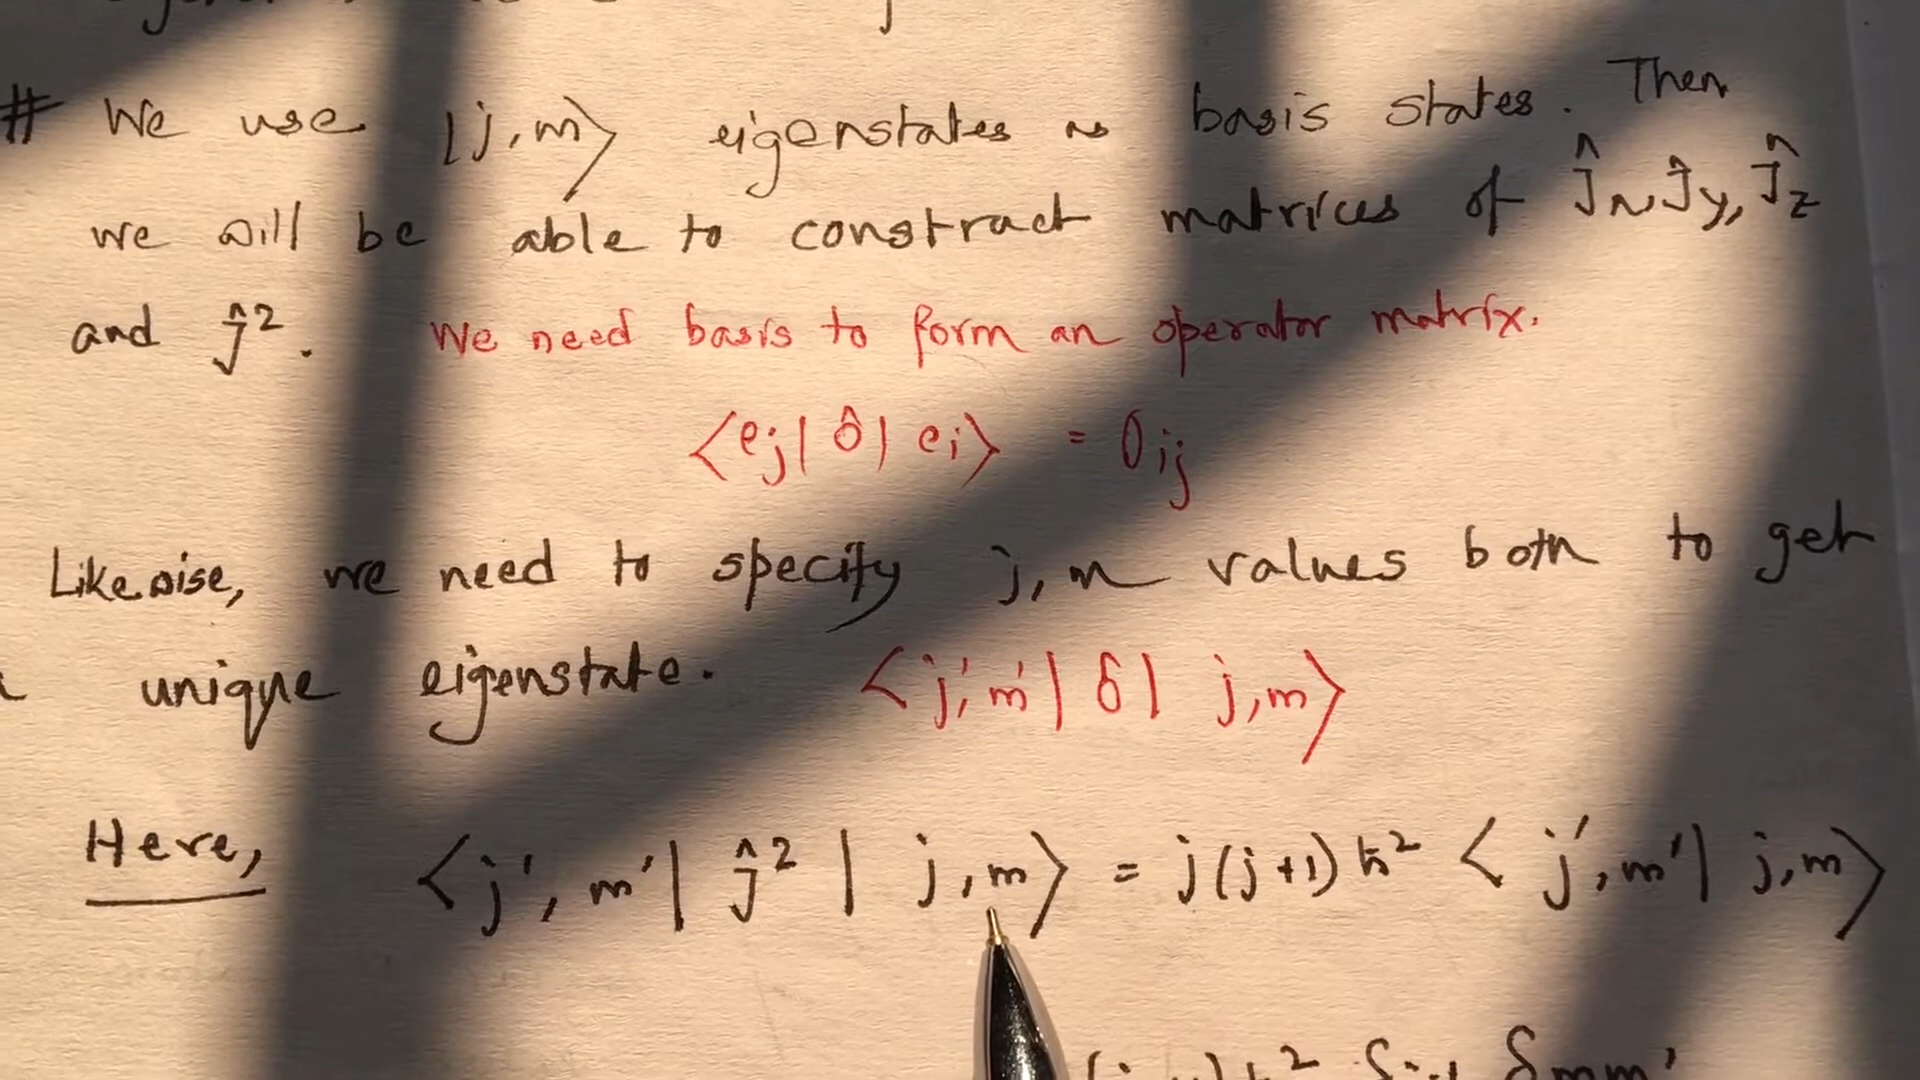 # We use |j,m⟩ eigenstates as basis states. Then
we will be able to construct matrices of Ĵx, Ĵy, Ĵz
and Ĵ². We need basis to form an operator matrix.
⟨ej| ô | ei⟩ = Oij
Likewise, we need to specify j, m values both to get
unique eigenstate. ⟨j',m'| ô | j,m⟩
Here, ⟨j', m'| Ĵ² | j,m⟩ = j(j+1)ħ² ⟨j',m'| j,m⟩
δmm'